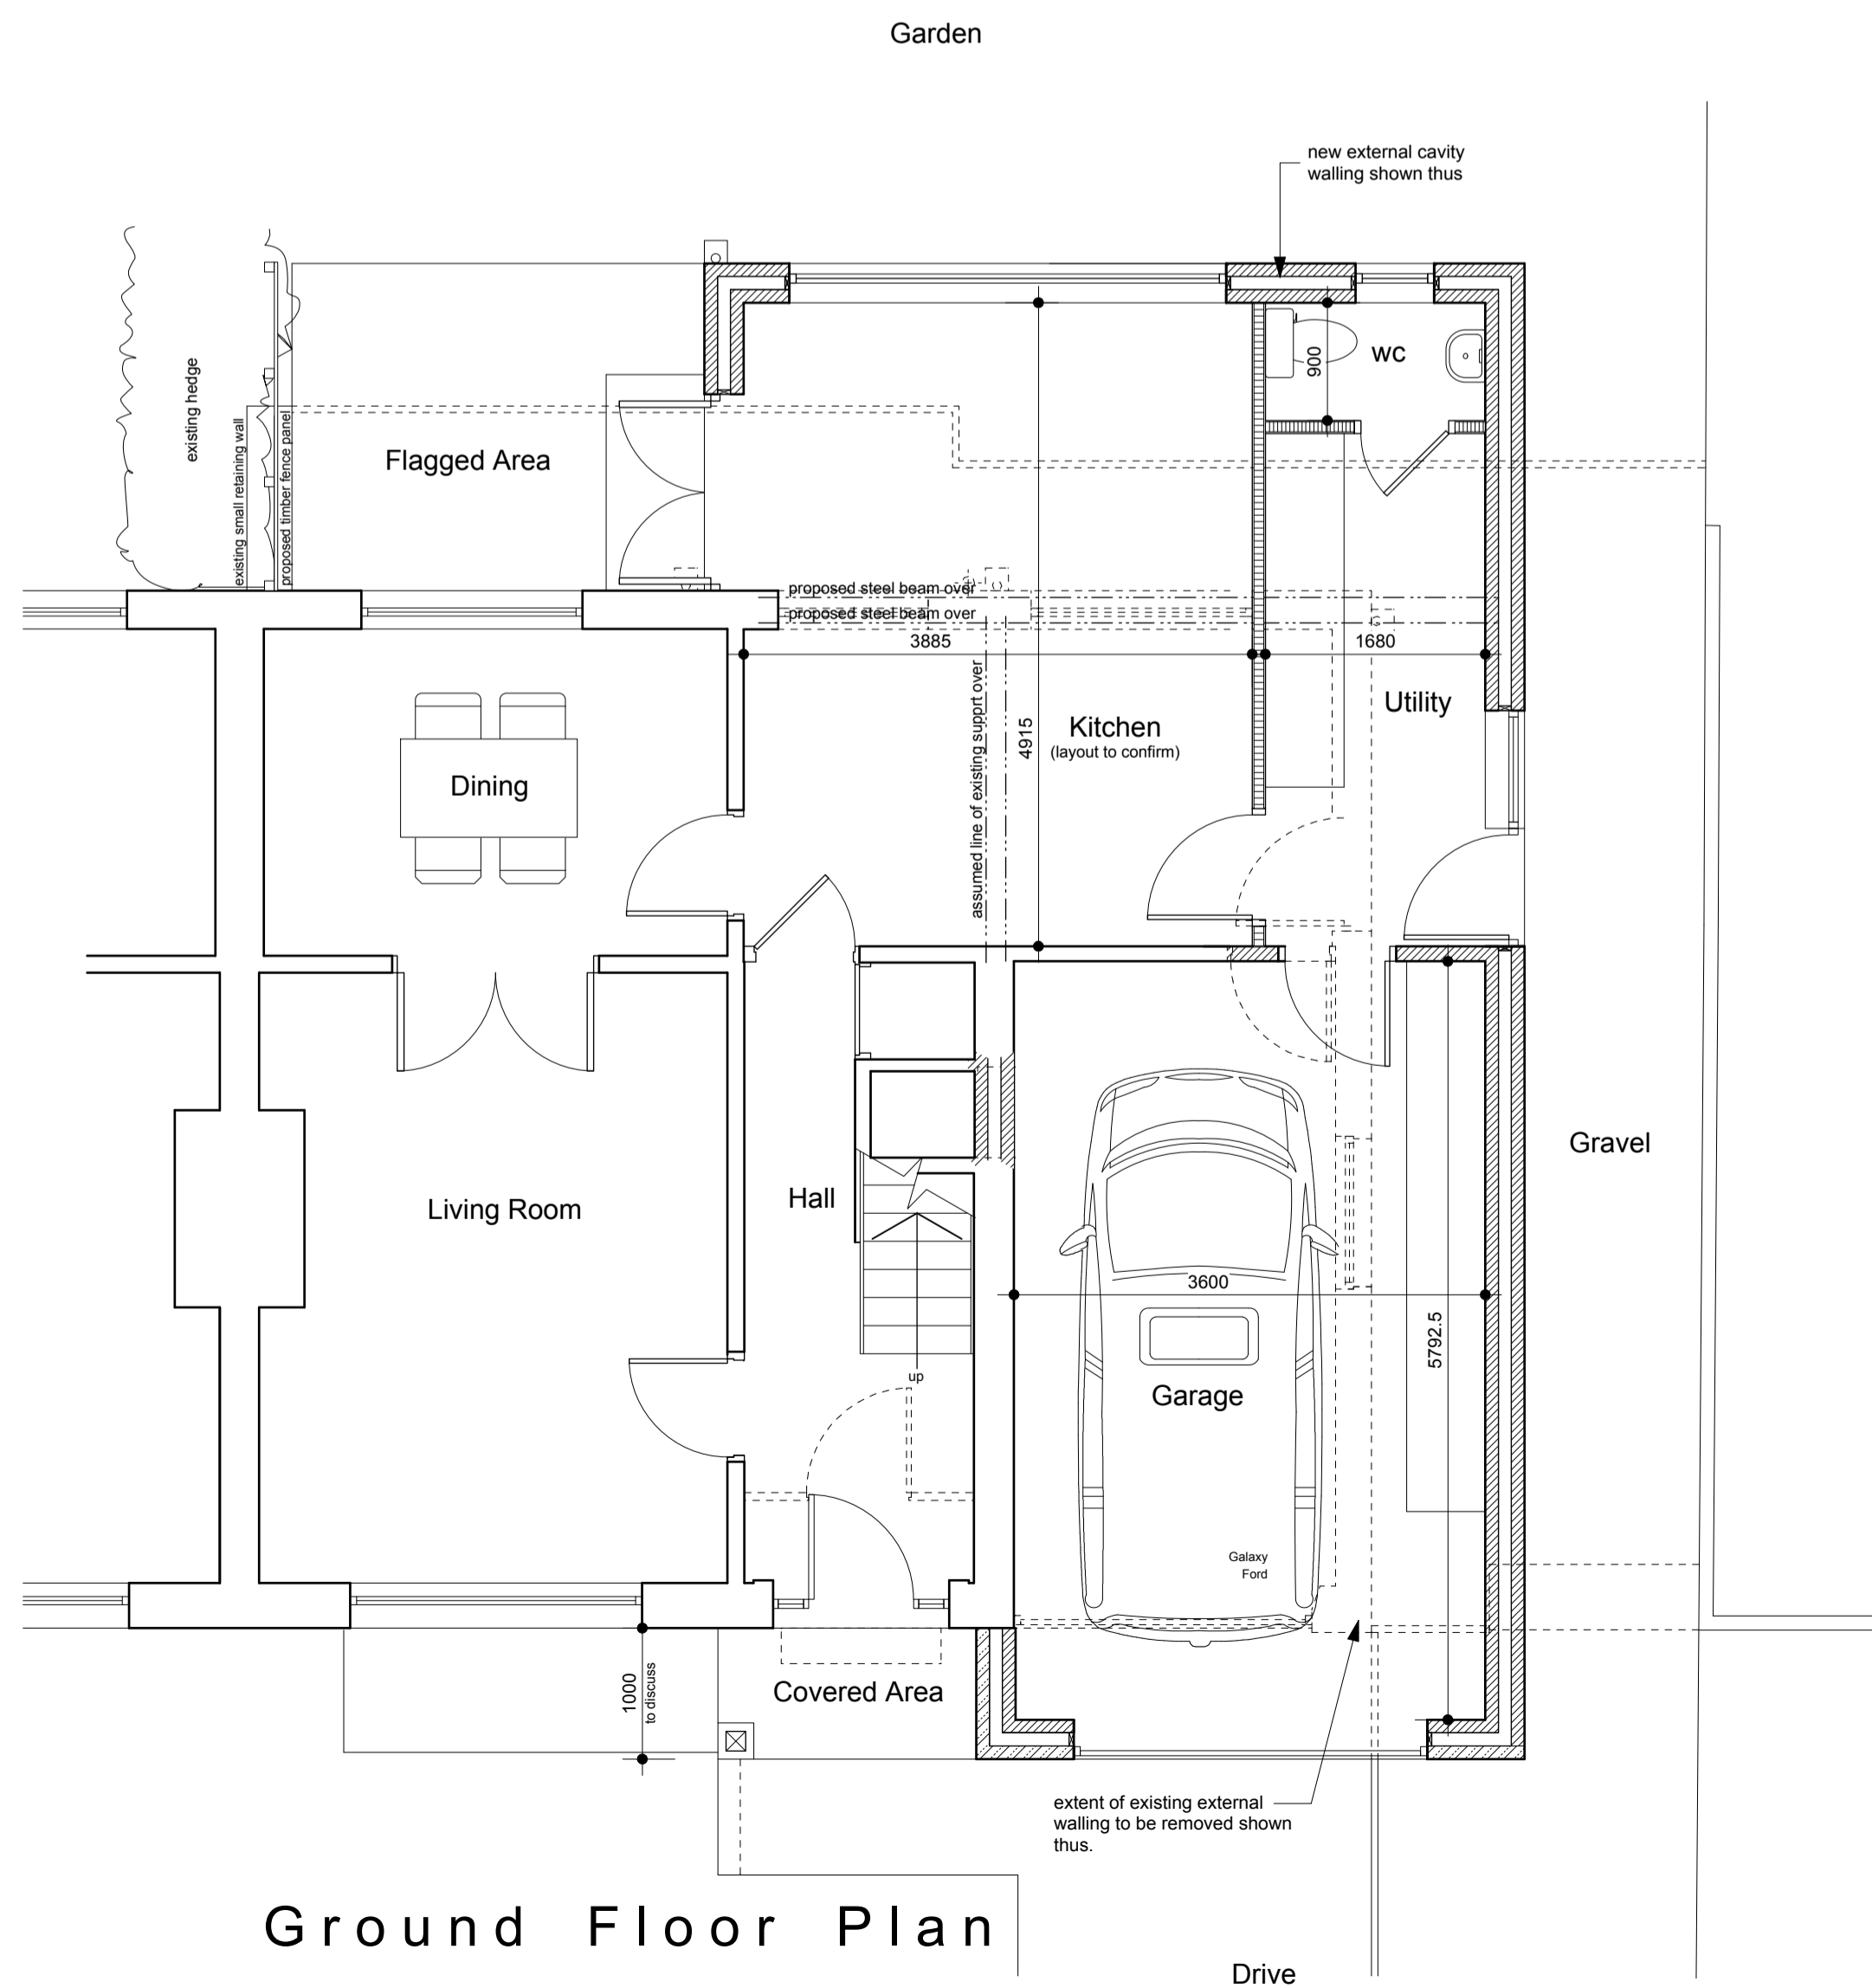 Garden
new external cavity
walling shown thus
existing hedge
existing small retaining wall
proposed timber fence panel
Flagged Area
900
wc
proposed steel beam over
proposed steel beam over
3885
1680
assumed line of existing supprt over
4915
Kitchen
(layout to confirm)
Utility
Dining
Living Room
Hall
up
3600
5792.5
Garage
Galaxy
Ford
Gravel
1000
to discuss
Covered Area
extent of existing external
walling to be removed shown
thus.
Ground Floor Plan
Drive